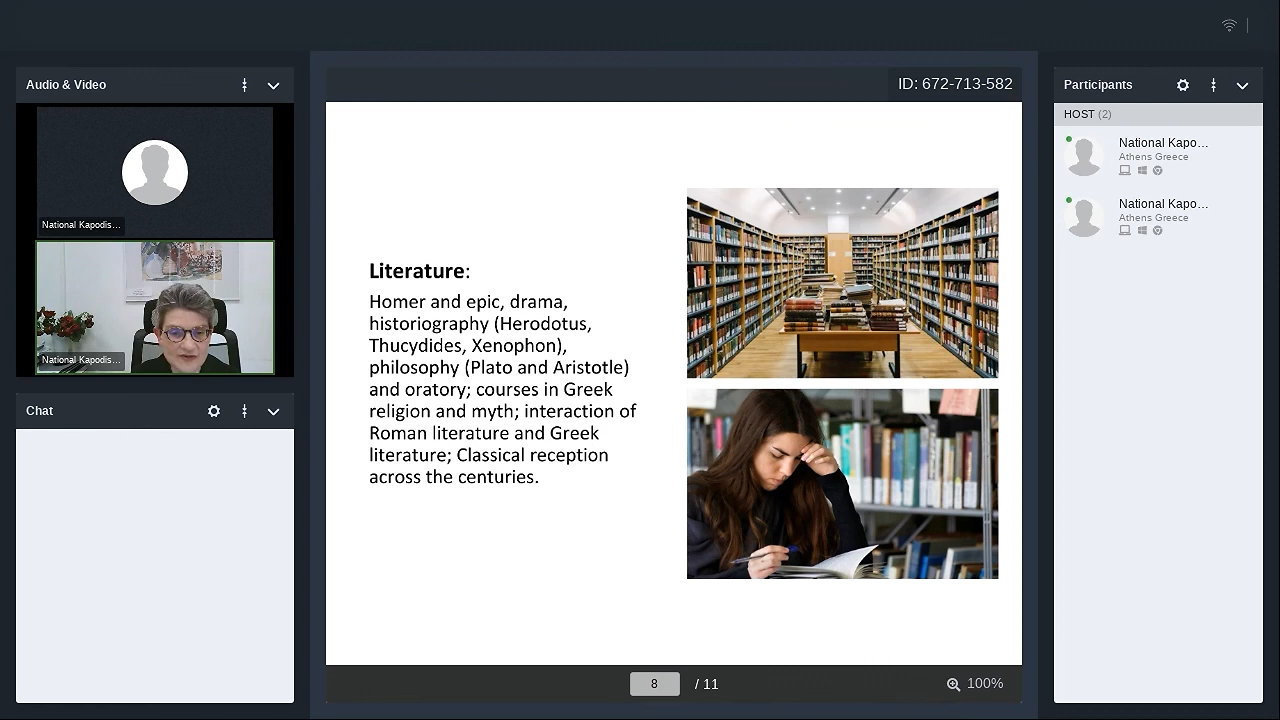 Audio & Video
National Kapodis...
National Kapodis...
Chat
ID: 672-713-582
Literature:
Homer and epic, drama,
historiography (Herodotus,
Thucydides, Xenophon),
philosophy (Plato and Aristotle)
and oratory; courses in Greek
religion and myth; interaction of
Roman literature and Greek
literature; Classical reception
across the centuries.
8 / 11
100%
Participants
HOST (2)
National Kapo...
Athens Greece
National Kapo...
Athens Greece